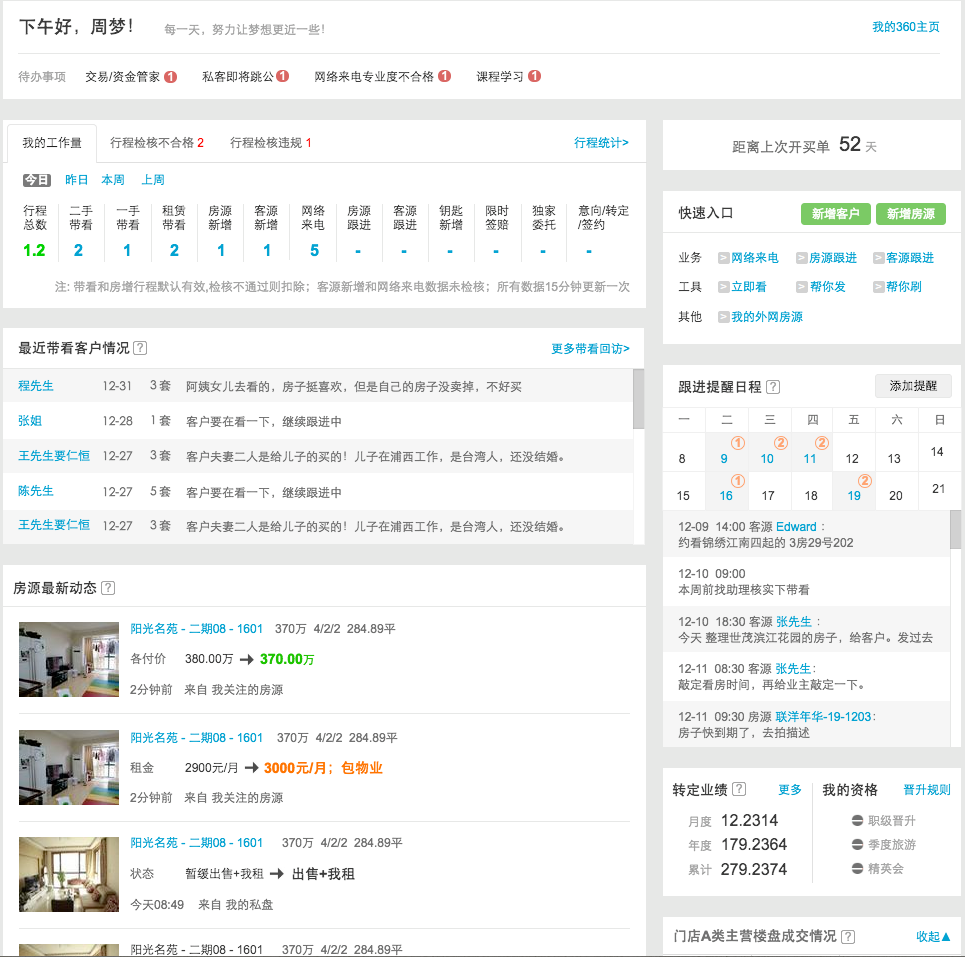 下午好，周梦！ 每一天，努力让梦想更近一些！ 我的360主页
待办事项 交易/资金管家 1 私客即将跳公 1 网络来电专业度不合格 1 课程学习 1
我的工作量 行程检核不合格 2 行程检核违规 1 行程统计>
今日 昨日 本周 上周
行程总数 二手带看 一手带看 租赁带看 房源新增 客源新增 网络来电 房源跟进 客源跟进 钥匙新增 限时签赔 独家委托 意向/转定/签约
1.2 2 1 2 1 1 5 - - - - - -
注: 带看和房增行程默认有效,检核不通过则扣除；客源新增和网络来电数据未检核；所有数据15分钟更新一次
最近带看客户情况 ? 更多带看回访>
程先生 12-31 3 套 阿姨女儿去看的，房子挺喜欢，但是自己的房子没卖掉，不好买
张姐 12-28 1 套 客户要在看一下，继续跟进中
王先生要仁恒 12-27 3 套 客户夫妻二人是给儿子的买的！儿子在浦西工作，是台湾人，还没结婚。
陈先生 12-27 5 套 客户要在看一下，继续跟进中
王先生要仁恒 12-27 3 套 客户夫妻二人是给儿子的买的！儿子在浦西工作，是台湾人，还没结婚。
房源最新动态 ?
阳光名苑 - 二期08 - 1601 370万 4/2/2 284.89平
各付价 380.00万 → 370.00万
2分钟前 来自 我关注的房源
阳光名苑 - 二期08 - 1601 370万 4/2/2 284.89平
租金 2900元/月 → 3000元/月；包物业
2分钟前 来自 我关注的房源
阳光名苑 - 二期08 - 1601 370万 4/2/2 284.89平
状态 暂缓出售+我租 → 出售+我租
今天08:49 来自 我的私盘
阳光名苑 - 二期08 - 1601 370万 4/2/2 284.89平
距离上次开买单 52 天
快速入口 新增客户 新增房源
业务 > 网络来电 > 房源跟进 > 客源跟进
工具 > 立即看 > 帮你发 > 帮你刷
其他 > 我的外网房源
跟进提醒日程 ? 添加提醒
一 二 三 四 五 六 日
① ② ②
8 9 10 11 12 13 14
① ②
15 16 17 18 19 20 21
12-09 14:00 客源 Edward：
约看锦绣江南四起的 3房29号202
12-10 09:00
本周前找助理核实下带看
12-10 18:30 客源 张先生：
今天 整理世茂滨江花园的房子，给客户。发过去
12-11 08:30 客源 张先生：
敲定看房时间，再给业主敲定一下。
12-11 09:30 房源 联洋年华-19-1203：
房子快到期了，去拍描述
转定业绩 ? 更多
月度 12.2314
年度 179.2364
累计 279.2374
我的资格 晋升规则
职级晋升
季度旅游
精英会
门店A类主营楼盘成交情况 ? 收起▲